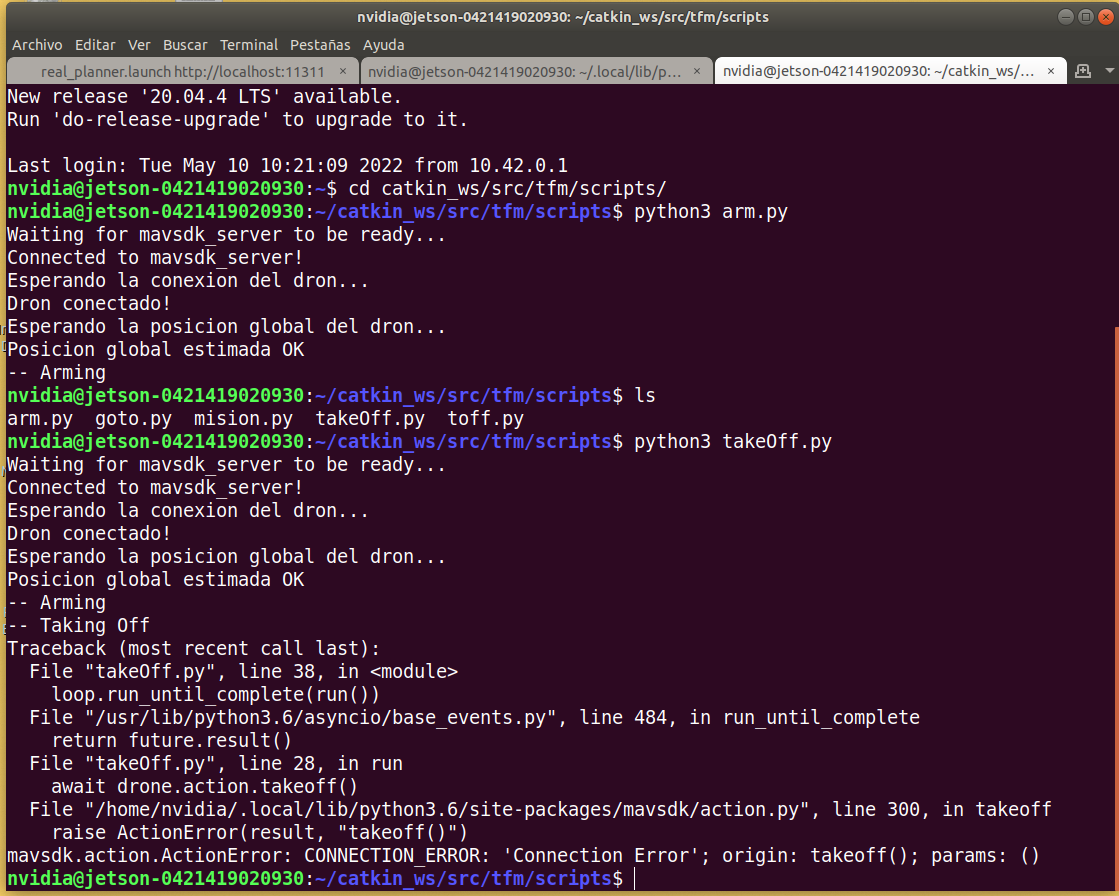 nvidia@jetson-0421419020930: ~/catkin_ws/src/tfm/scripts
Archivo Editar Ver Buscar Terminal Pestañas Ayuda
real_planner.launch http://localhost:11311 × nvidia@jetson-0421419020930: ~/.local/lib/p... × nvidia@jetson-0421419020930: ~/catkin_ws/... ×
New release '20.04.4 LTS' available.
Run 'do-release-upgrade' to upgrade to it.
Last login: Tue May 10 10:21:09 2022 from 10.42.0.1
nvidia@jetson-0421419020930:~$ cd catkin_ws/src/tfm/scripts/
nvidia@jetson-0421419020930:~/catkin_ws/src/tfm/scripts$ python3 arm.py
Waiting for mavsdk_server to be ready...
Connected to mavsdk_server!
Esperando la conexion del dron...
Dron conectado!
Esperando la posicion global del dron...
Posicion global estimada OK
-- Arming
nvidia@jetson-0421419020930:~/catkin_ws/src/tfm/scripts$ ls
arm.py  goto.py  mision.py  takeOff.py  toff.py
nvidia@jetson-0421419020930:~/catkin_ws/src/tfm/scripts$ python3 takeOff.py
Waiting for mavsdk_server to be ready...
Connected to mavsdk_server!
Esperando la conexion del dron...
Dron conectado!
Esperando la posicion global del dron...
Posicion global estimada OK
-- Arming
-- Taking Off
Traceback (most recent call last):
  File "takeOff.py", line 38, in <module>
    loop.run_until_complete(run())
  File "/usr/lib/python3.6/asyncio/base_events.py", line 484, in run_until_complete
    return future.result()
  File "takeOff.py", line 28, in run
    await drone.action.takeoff()
  File "/home/nvidia/.local/lib/python3.6/site-packages/mavsdk/action.py", line 300, in takeoff
    raise ActionError(result, "takeoff()")
mavsdk.action.ActionError: CONNECTION_ERROR: 'Connection Error'; origin: takeoff(); params: ()
nvidia@jetson-0421419020930:~/catkin_ws/src/tfm/scripts$